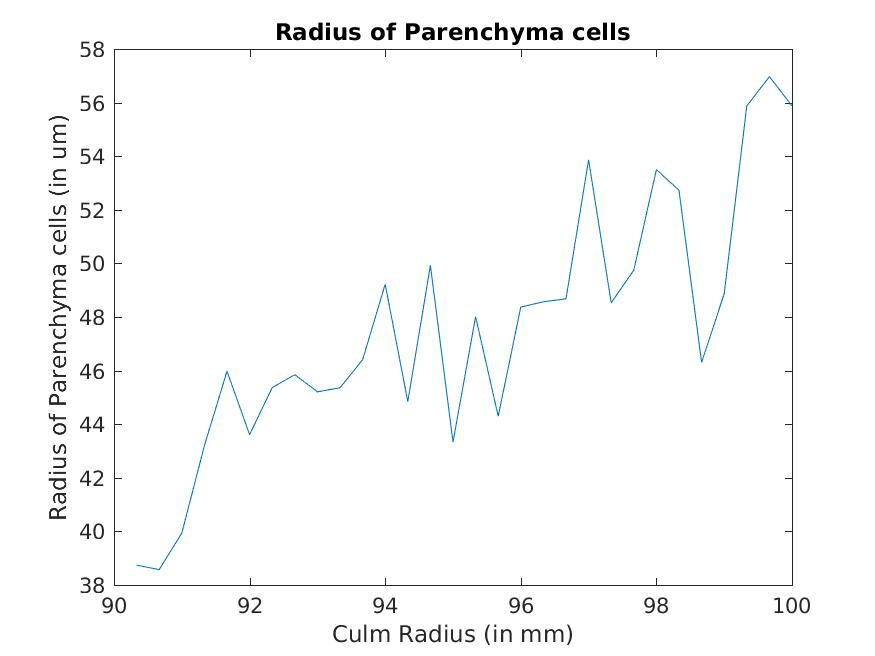 Radius of Parenchyma cells
58
56
54
52
50
48
46
44
42
40
38
Radius of Parenchyma cells (in um)
90 92 94 96 98 100
Culm Radius (in mm)